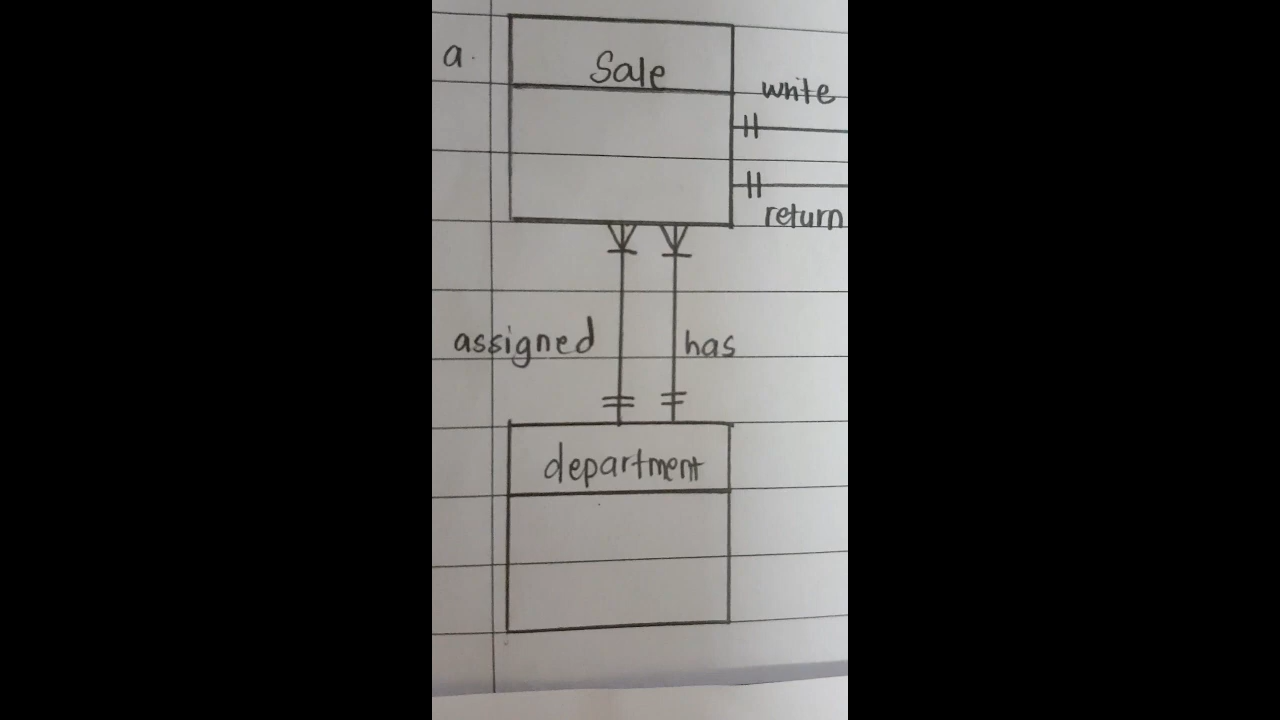 a.
Sale
write
return
assigned
has
department